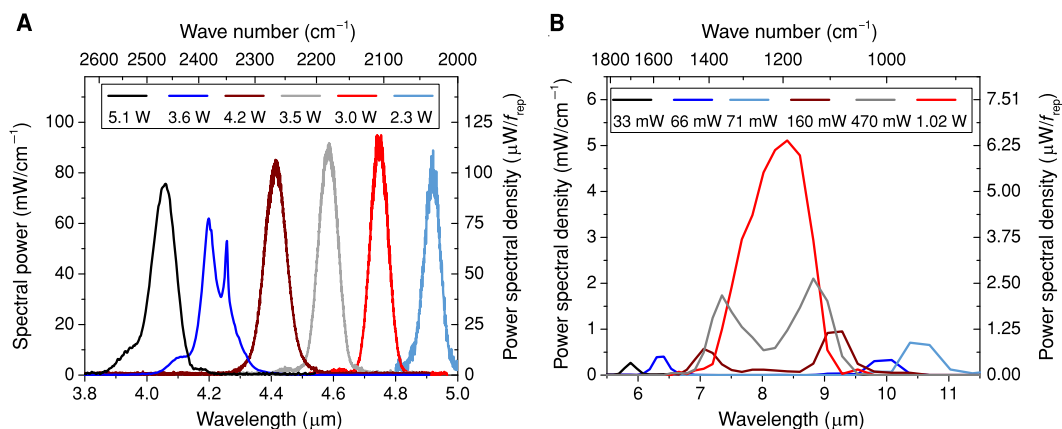 A
Wave number (cm⁻¹)
2600 2500 2400 2300 2200 2100 2000
5.1 W 3.6 W 4.2 W 3.5 W 3.0 W 2.3 W
Spectral power (mW/cm⁻¹)
100
80
60
40
20
0
125
100
75
50
25
0
Power spectral density (μW/f_rep)
3.8 4.0 4.2 4.4 4.6 4.8 5.0
Wavelength (μm)
B
Wave number (cm⁻¹)
1800 1600 1400 1200 1000
33 mW 66 mW 71 mW 160 mW 470 mW 1.02 W
Power spectral density (mW/cm⁻¹)
6
5
4
3
2
1
0
7.51
6.25
6.00
3.75
2.50
1.25
0.00
Power spectral density (μW/f_rep)
6 7 8 9 10 11
Wavelength (μm)